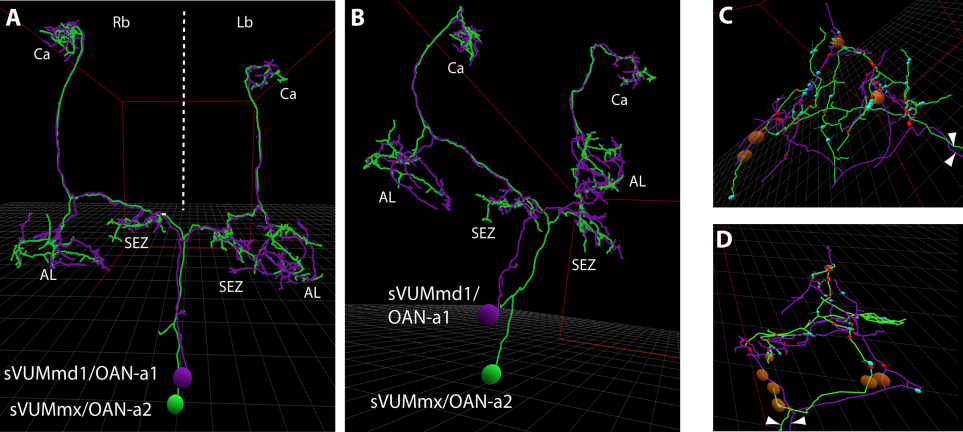 A
Rb
Lb
Ca
Ca
AL
SEZ
SEZ
AL
sVUMmd1/OAN-a1
sVUMmx/OAN-a2
B
Ca
Ca
AL
AL
SEZ
SEZ
sVUMmd1/
OAN-a1
sVUMmx/OAN-a2
C
D